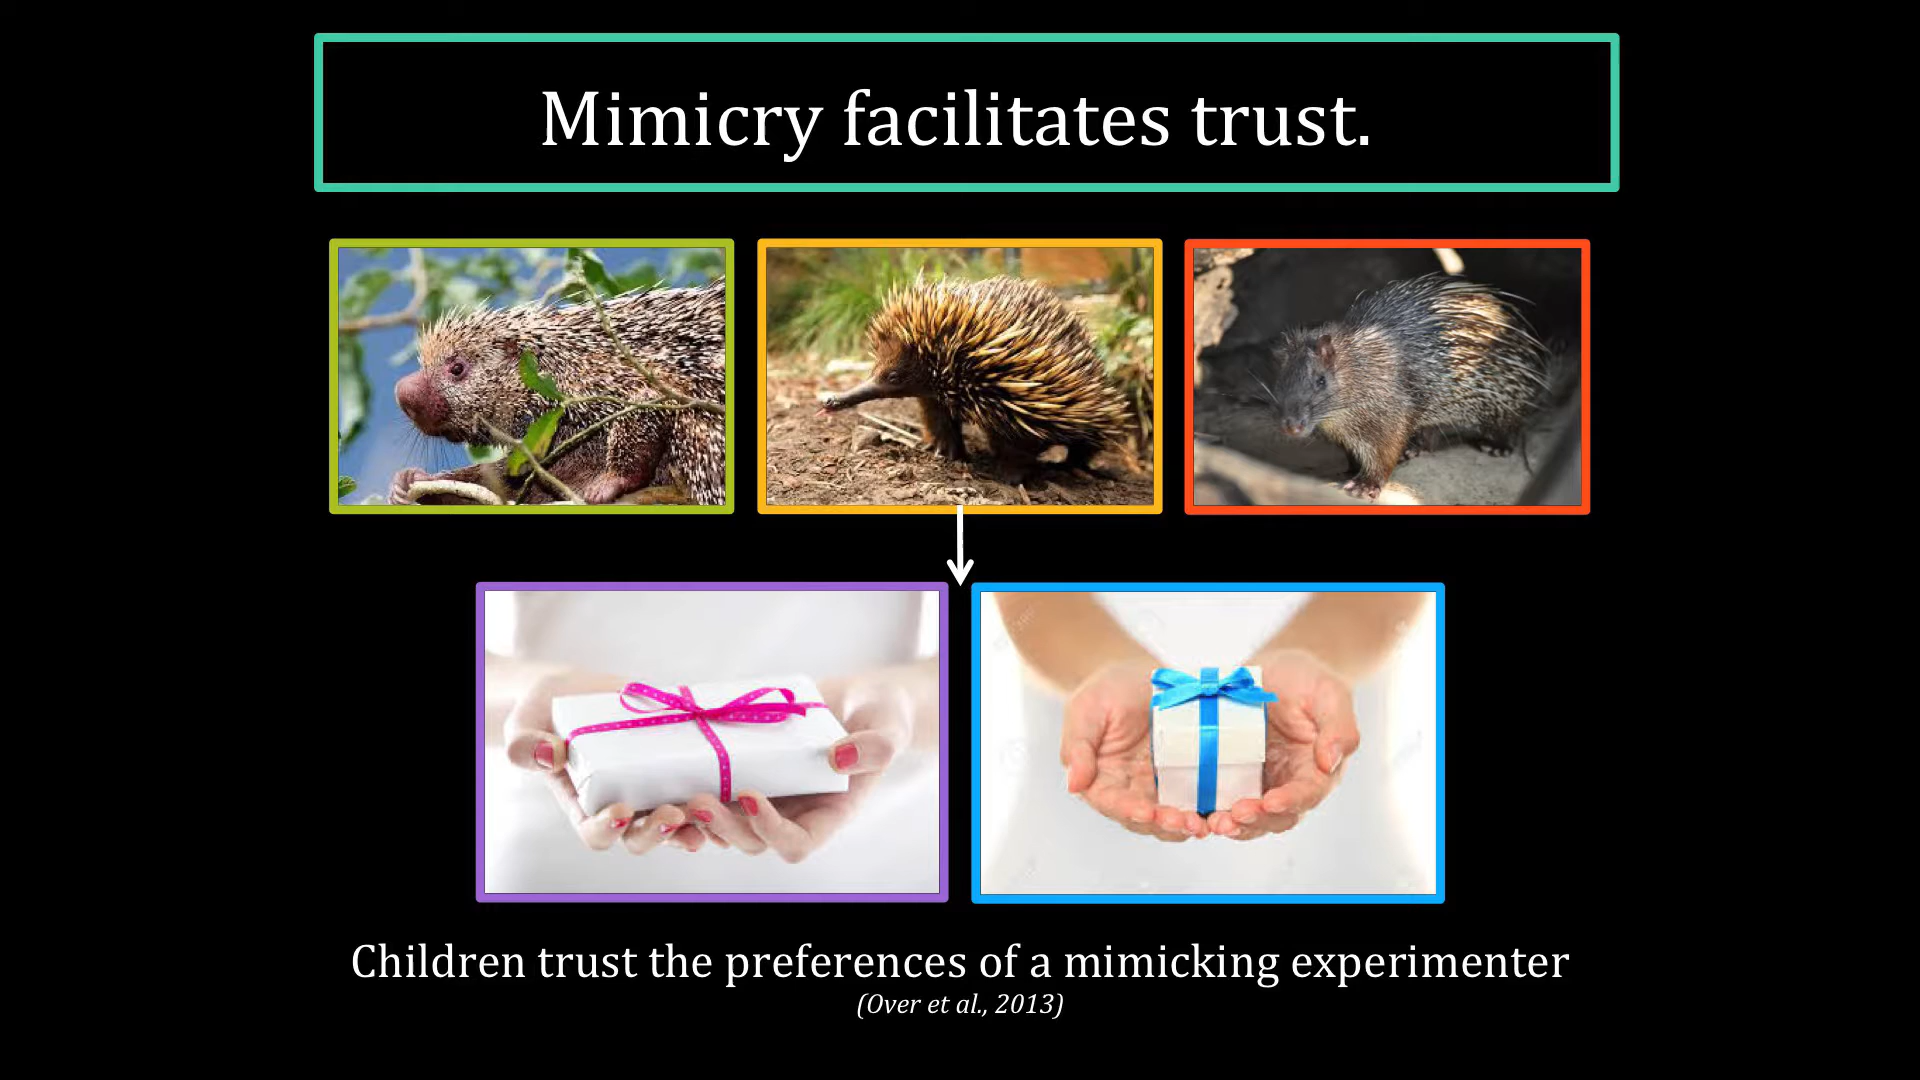 Mimicry facilitates trust.
Children trust the preferences of a mimicking experimenter
(Over et al., 2013)